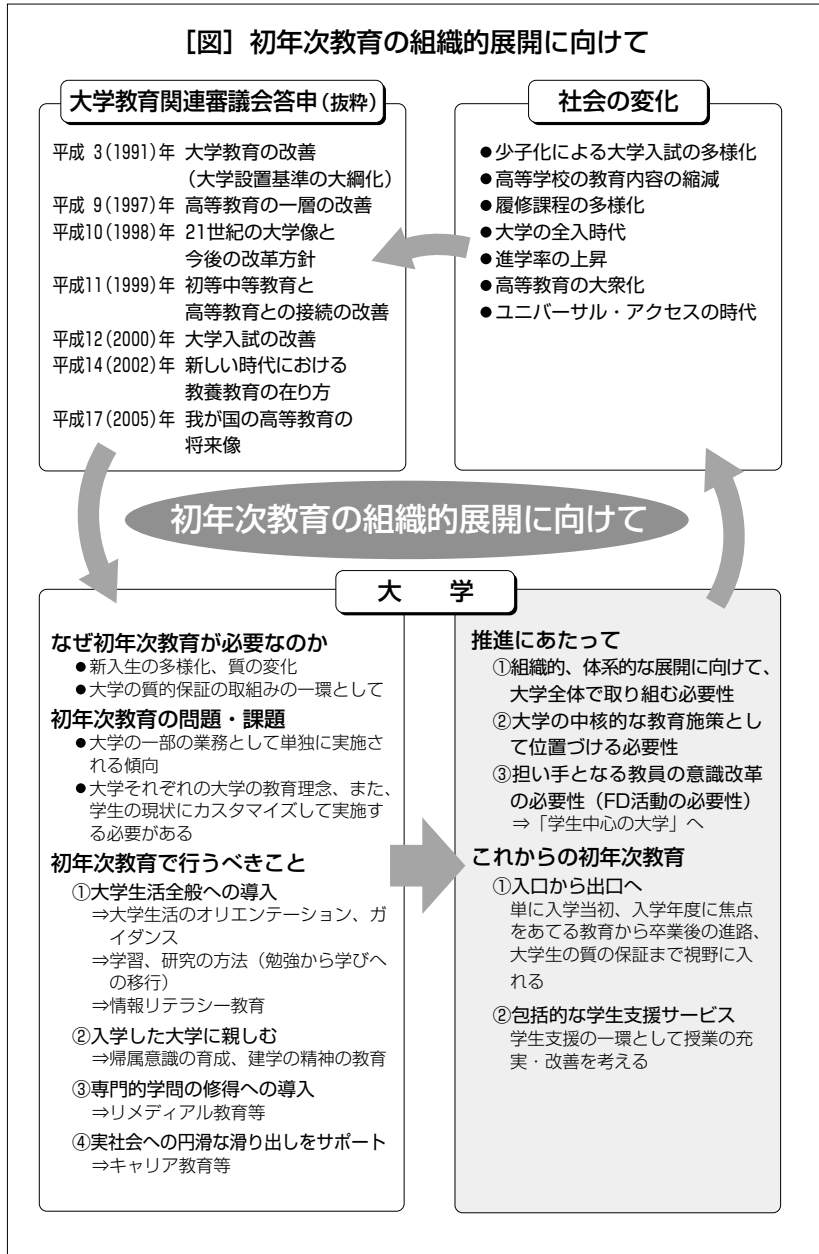 ［図］初年次教育の組織的展開に向けて
大学教育関連審議会答申（抜粋）
平成 3（1991）年 大学教育の改善
（大学設置基準の大綱化）
平成 9（1997）年 高等教育の一層の改善
平成10（1998）年 21世紀の大学像と
今後の改革方針
平成11（1999）年 初等中等教育と
高等教育との接続の改善
平成12（2000）年 大学入試の改善
平成14（2002）年 新しい時代における
教養教育の在り方
平成17（2005）年 我が国の高等教育の
将来像
社会の変化
●少子化による大学入試の多様化
●高等学校の教育内容の縮減
●履修課程の多様化
●大学の全入時代
●進学率の上昇
●高等教育の大衆化
●ユニバーサル・アクセスの時代
初年次教育の組織的展開に向けて
大　学
なぜ初年次教育が必要なのか
●新入生の多様化、質の変化
●大学の質的保証の取組みの一環として
初年次教育の問題・課題
●大学の一部の業務として単独に実施さ
れる傾向
●大学それぞれの大学の教育理念、また、
学生の現状にカスタマイズして実施す
る必要がある
初年次教育で行うべきこと
①大学生活全般への導入
⇒大学生活のオリエンテーション、ガ
イダンス
⇒学習、研究の方法（勉強から学びへ
の移行）
⇒情報リテラシー教育
②入学した大学に親しむ
⇒帰属意識の育成、建学の精神の教育
③専門的学問の修得への導入
⇒リメディアル教育等
④実社会への円滑な滑り出しをサポート
⇒キャリア教育等
推進にあたって
①組織的、体系的な展開に向けて、
大学全体で取り組む必要性
②大学の中核的な教育施策とし
て位置づける必要性
③担い手となる教員の意識改革
の必要性（FD活動の必要性）
⇒「学生中心の大学」へ
これからの初年次教育
①入口から出口へ
単に入学当初、入学年度に焦点
をあてる教育から卒業後の進路、
大学生の質の保証まで視野に入
れる
②包括的な学生支援サービス
学生支援の一環として授業の充
実・改善を考える